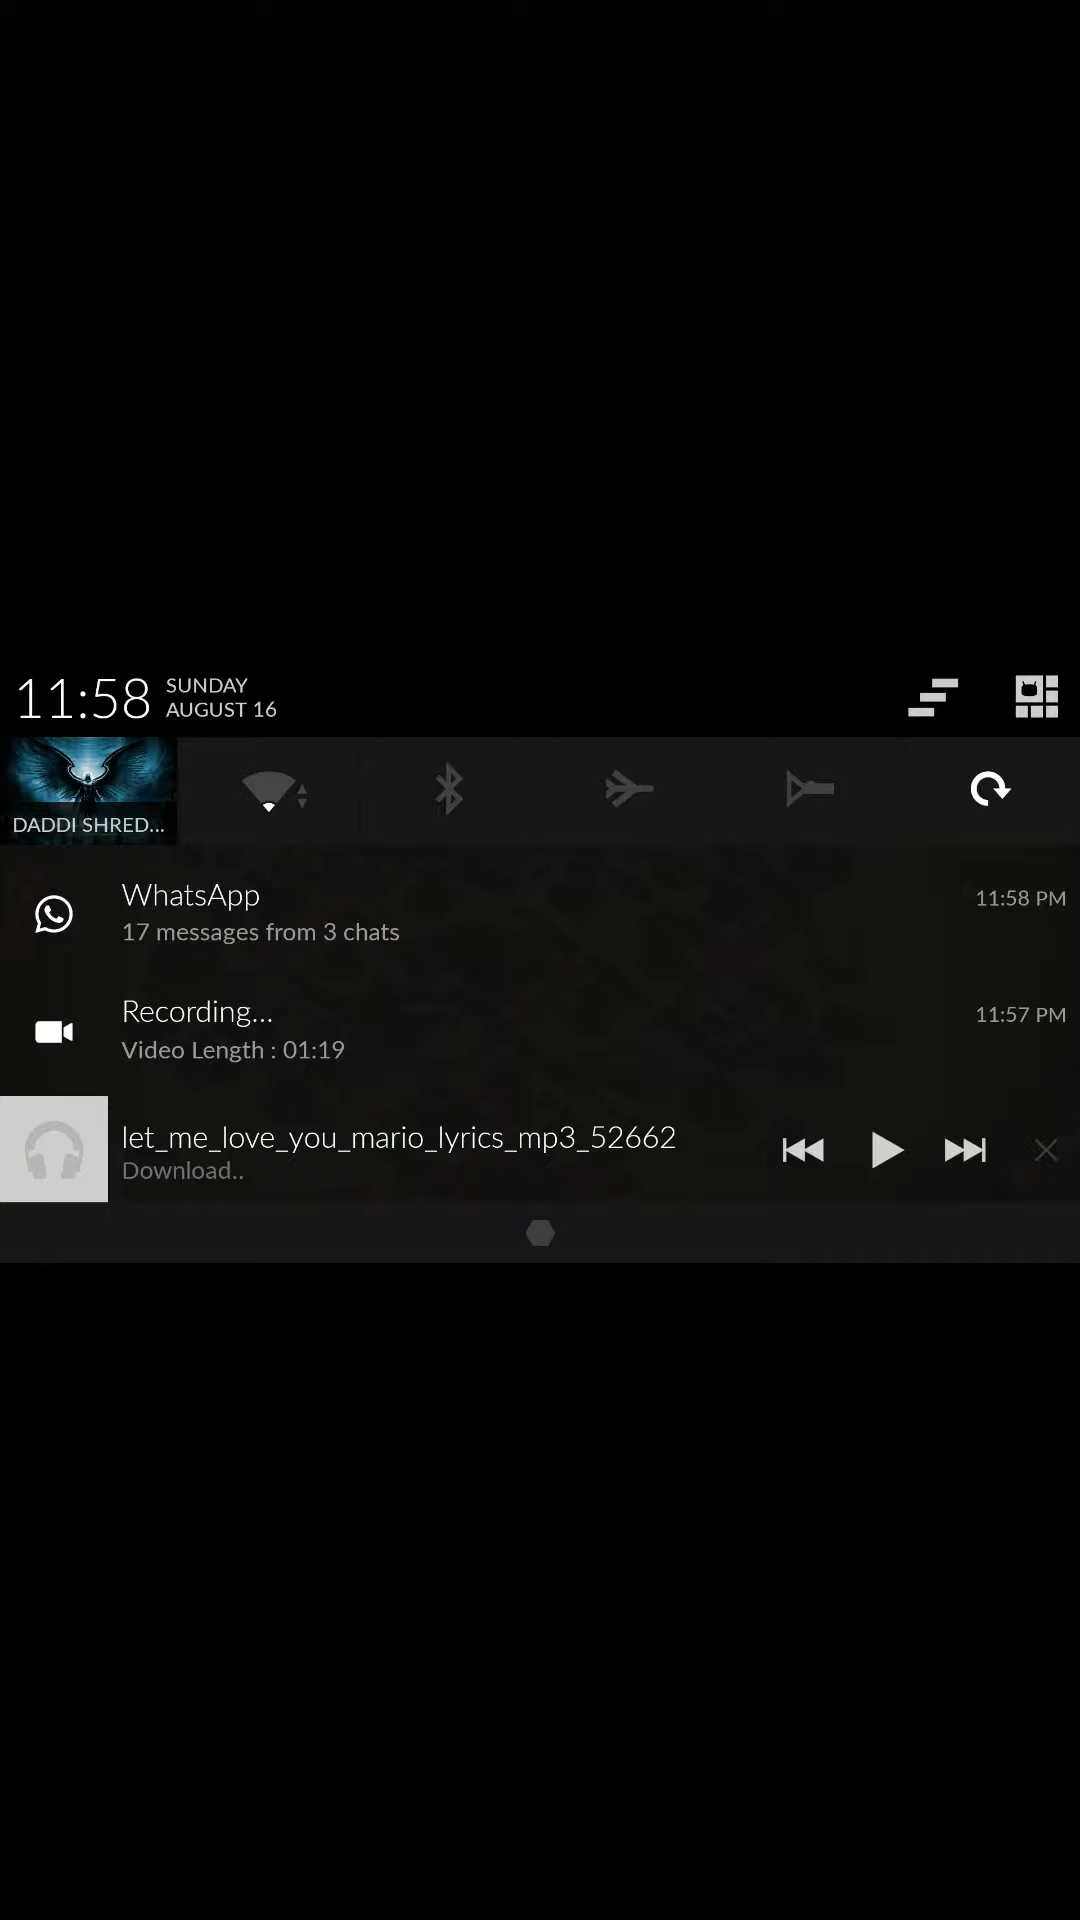 11:58
SUNDAY
AUGUST 16
DADDI SHRED...
WhatsApp
11:58 PM
17 messages from 3 chats
Recording...
11:57 PM
Video Length : 01:19
let_me_love_you_mario_lyrics_mp3_52662
Download..